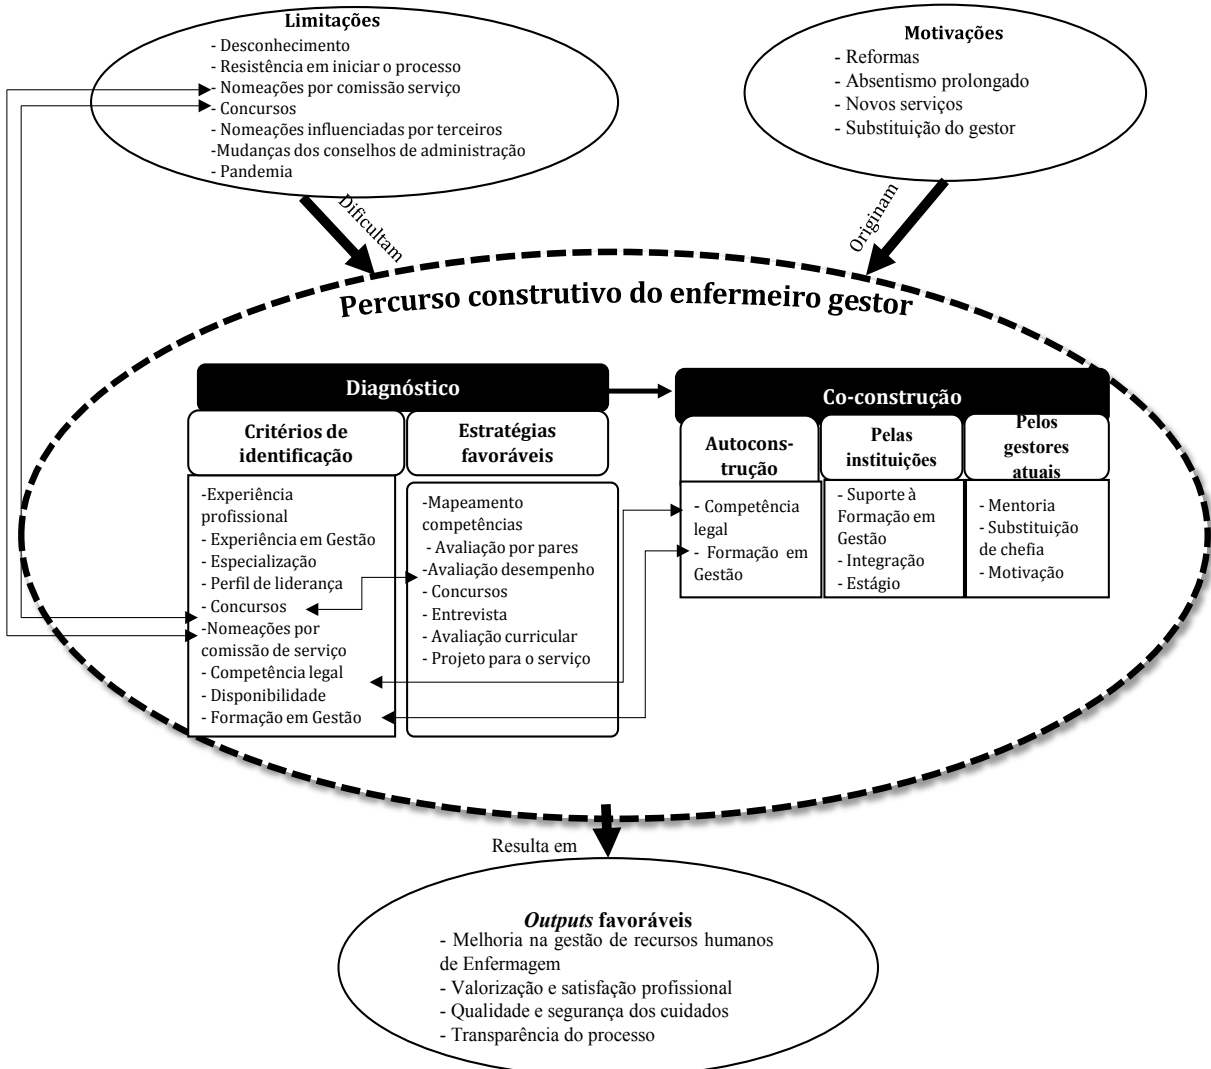 Limitações
- Desconhecimento
- Resistência em iniciar o processo
- Nomeações por comissão serviço
- Concursos
- Nomeações influenciadas por terceiros
-Mudanças dos conselhos de administração
- Pandemia
Motivações
- Reformas
- Absentismo prolongado
- Novos serviços
- Substituição do gestor
Dificultam
Originam
Percurso construtivo do enfermeiro gestor
Diagnóstico
Critérios de
identificação
-Experiência
profissional
- Experiência em Gestão
- Especialização
- Perfil de liderança
- Concursos
-Nomeações por
comissão de serviço
- Competência legal
- Disponibilidade
- Formação em Gestão
Estratégias
favoráveis
-Mapeamento
competências
- Avaliação por pares
-Avaliação desempenho
- Concursos
- Entrevista
- Avaliação curricular
- Projeto para o serviço
Co-construção
Autocons-
trução
- Competência
legal
- Formação em
Gestão
Pelas
instituições
- Suporte à
Formação em
Gestão
- Integração
- Estágio
Pelos
gestores
atuais
- Mentoria
- Substituição
de chefia
- Motivação
Resulta em
Outputs favoráveis
- Melhoria na gestão de recursos humanos
de Enfermagem
- Valorização e satisfação profissional
- Qualidade e segurança dos cuidados
- Transparência do processo